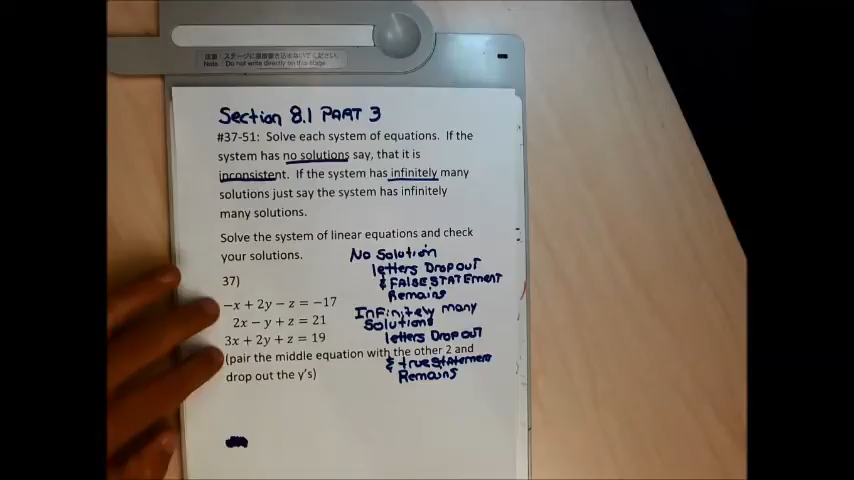 注意：ステージに直接書き込まないでください。
Note : Do not write directly on this stage.
Section 8.1 PART 3
#37-51: Solve each system of equations. If the
system has no solutions say, that it is
inconsistent. If the system has infinitely many
solutions just say the system has infinitely
many solutions.
Solve the system of linear equations and check
your solutions.
No Solution
letters Drop out
& FALSE STATEMENT
Remains
37)
−x + 2y − z = −17
2x − y + z = 21
3x + 2y + z = 19
Infinitely many
Solutions
letters Drop out
& true statement
Remains
(pair the middle equation with the other 2 and
drop out the y's)